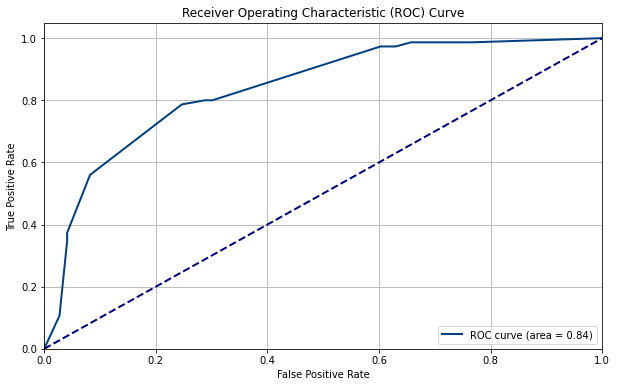 Receiver Operating Characteristic (ROC) Curve
1.0
0.8
0.6
0.4
0.2
0.0
True Positive Rate
0.0 0.2 0.4 0.6 0.8 1.0
False Positive Rate
ROC curve (area = 0.84)